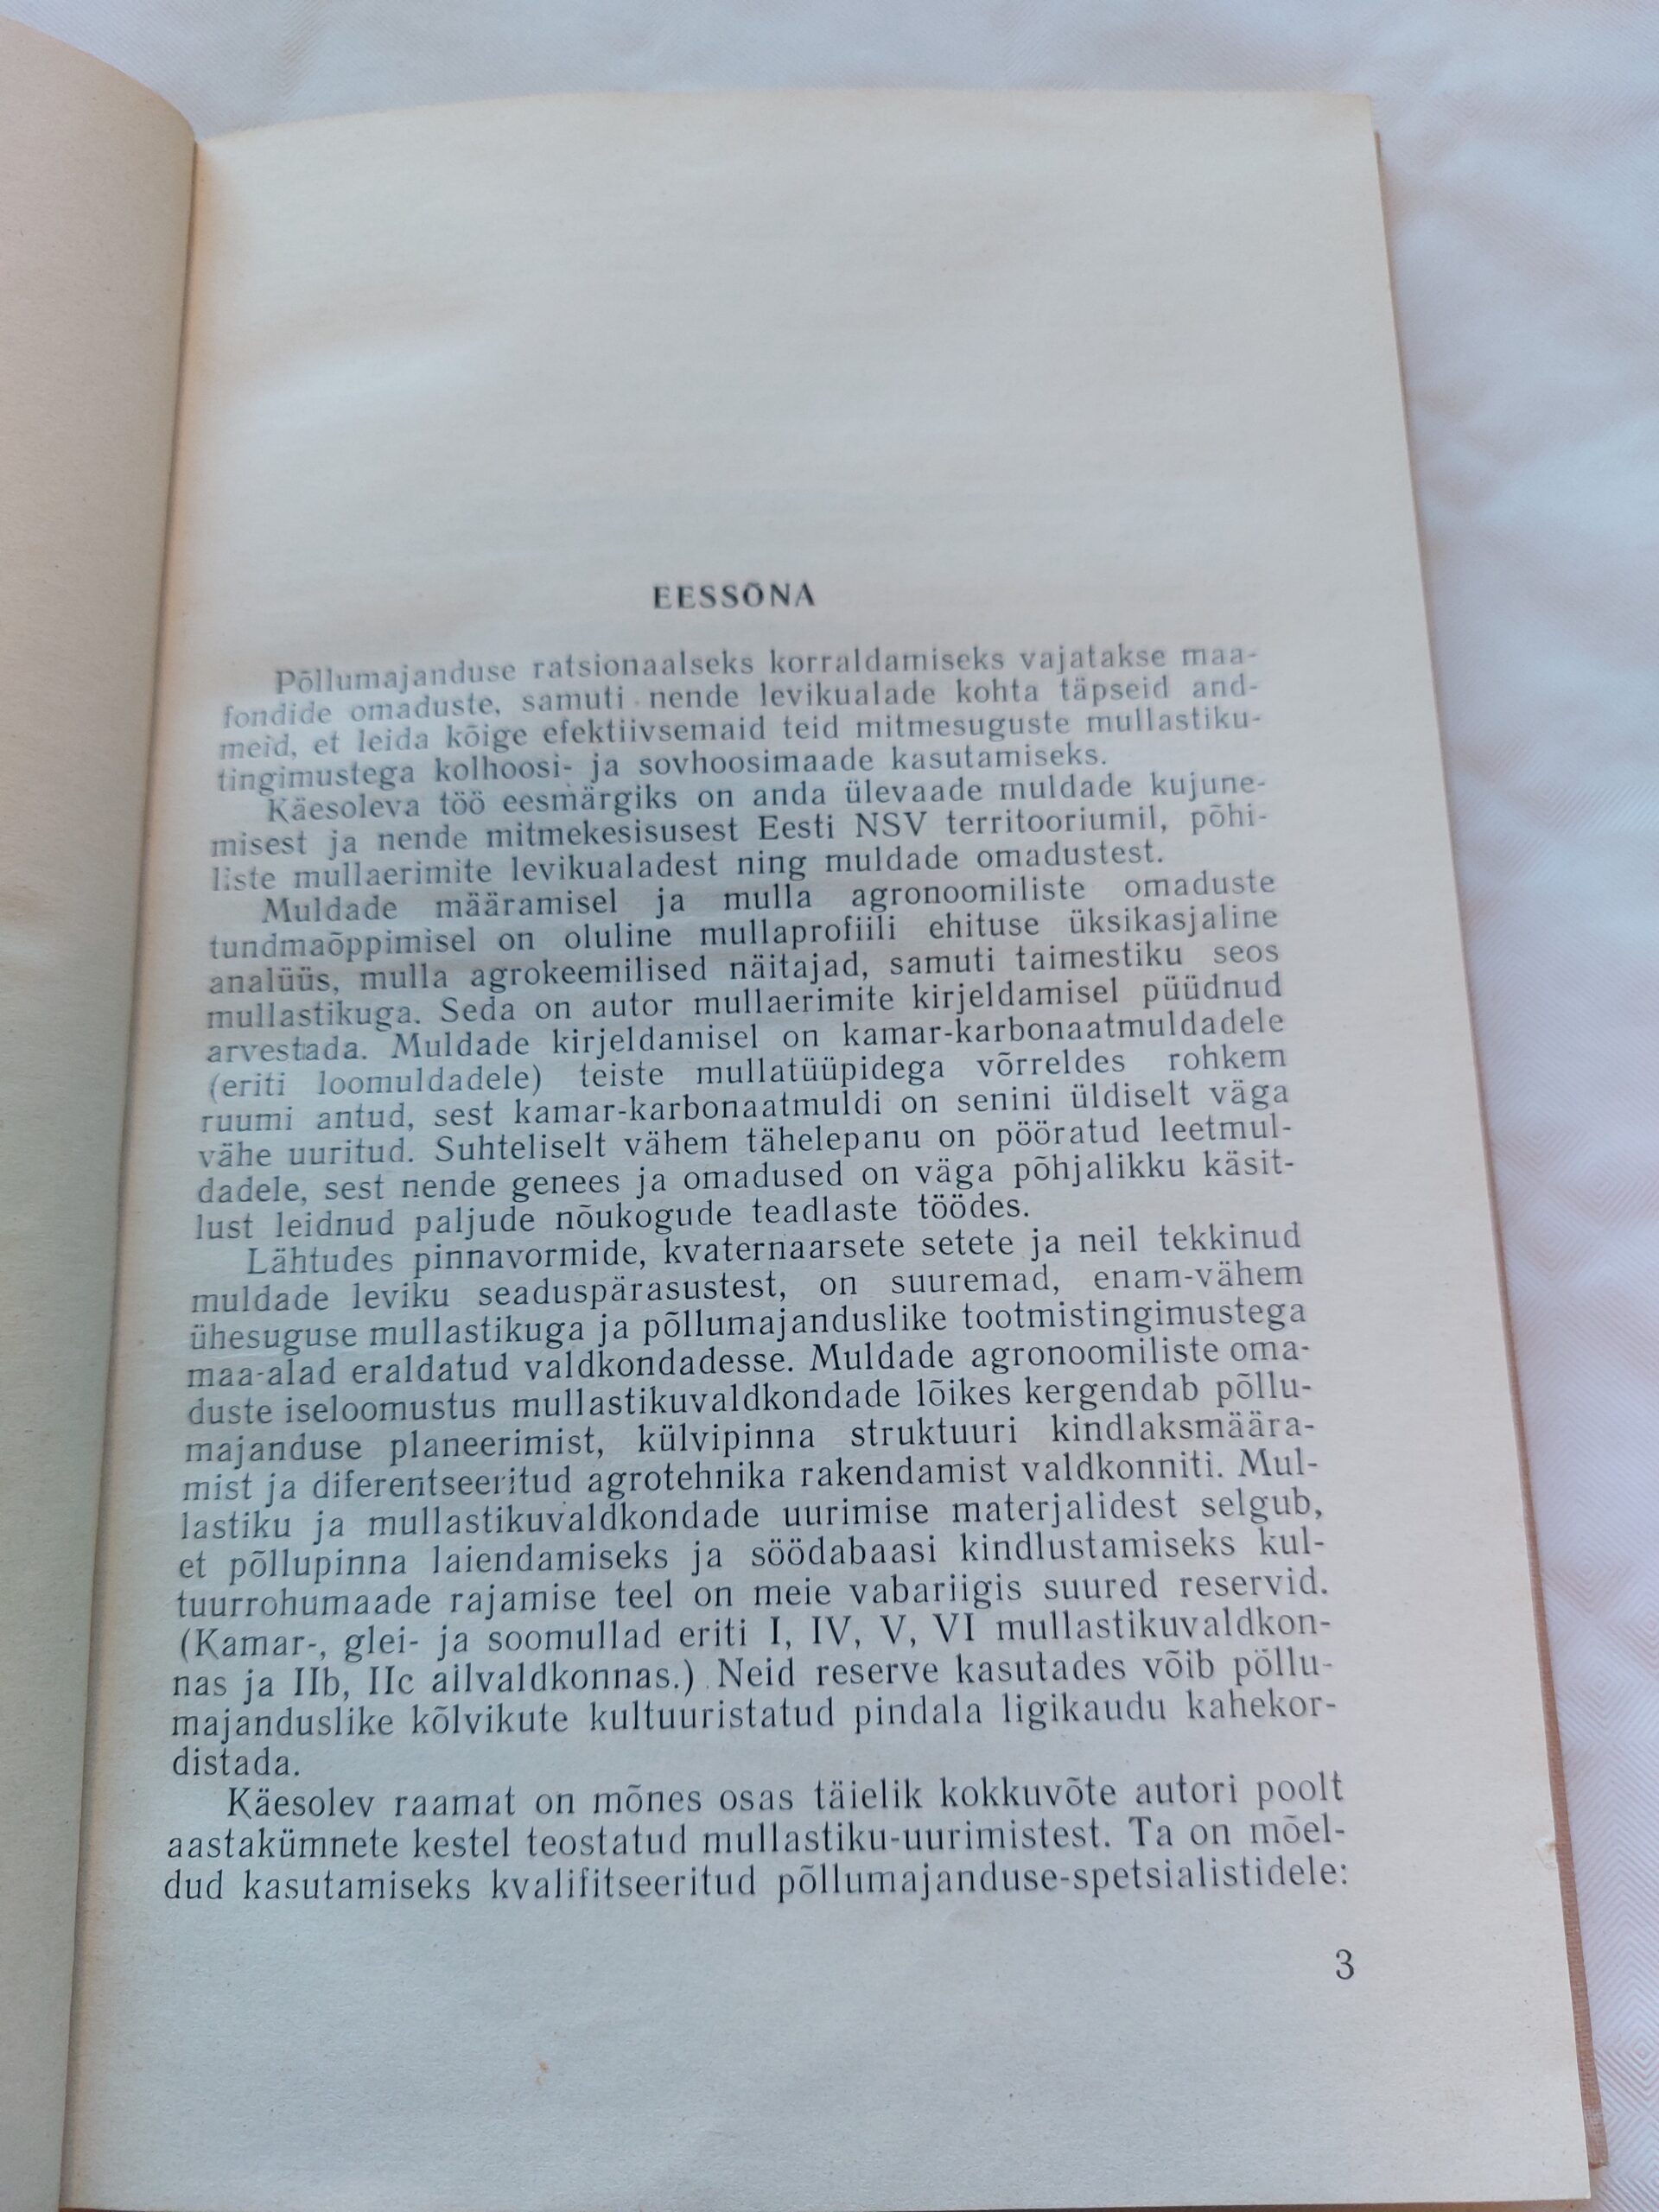 EESSÕNA
Põllumajanduse ratsionaalseks korraldamiseks vajatakse maa-
fondide omaduste, samuti nende levikualade kohta täpseid and-
meid, et leida kõige efektiivsemaid teid mitmesuguste mullastiku-
tingimustega kolhoosi- ja sovhoosimaade kasutamiseks.
Käesoleva töö eesmärgiks on anda ülevaade muldade kujune-
misest ja nende mitmekesisusest Eesti NSV territooriumil, põhi-
liste mullaerimite levikualadest ning muldade omadustest.
Muldade määramisel ja mulla agronoomiliste omaduste
tundmaõppimisel on oluline mullaprofiili ehituse üksikasjaline
analüüs, mulla agrokeemilised näitajad, samuti taimestiku seos
mullastikuga. Seda on autor mullaerimite kirjeldamisel püüdnud
arvestada. Muldade kirjeldamisel on kamar-karbonaatmuldadele
(eriti loomuldadele) teiste mullatüüpidega võrreldes rohkem
ruumi antud, sest kamar-karbonaatmuldi on senini üldiselt väga
vähe uuritud. Suhteliselt vähem tähelepanu on pööratud leetmul-
dadele, sest nende genees ja omadused on väga põhjalikku käsit-
lust leidnud paljude nõukogude teadlaste töödes.
Lähtudes pinnavormide, kvaternaarsete setete ja neil tekkinud
muldade leviku seaduspärasustest, on suuremad, enam-vähem
ühesuguse mullastikuga ja põllumajanduslike tootmistingimustega
maa-alad eraldatud valdkondadesse. Muldade agronoomiliste oma-
duste iseloomustus mullastikuvaldkondade lõikes kergendab põllu-
majanduse planeerimist, külvipinna struktuuri kindlaksmäära-
mist ja diferentseeritud agrotehnika rakendamist valdkonniti. Mul-
lastiku ja mullastikuvaldkondade uurimise materjalidest selgub,
et põllupinna laiendamiseks ja söödabaasi kindlustamiseks kul-
tuurrohumaade rajamise teel on meie vabariigis suured reservid.
(Kamar-, glei- ja soomullad eriti I, IV, V, VI mullastikuvaldkon-
nas ja IIb, IIc allvaldkonnas.) Neid reserve kasutades võib põllu-
majanduslike kõlvikute kultuuristatud pindala ligikaudu kahekor-
distada.
Käesolev raamat on mõnes osas täielik kokkuvõte autori poolt
aastakümnete kestel teostatud mullastiku-uurimistest. Ta on mõel-
dud kasutamiseks kvalifitseeritud põllumajanduse-spetsialistidele:
3